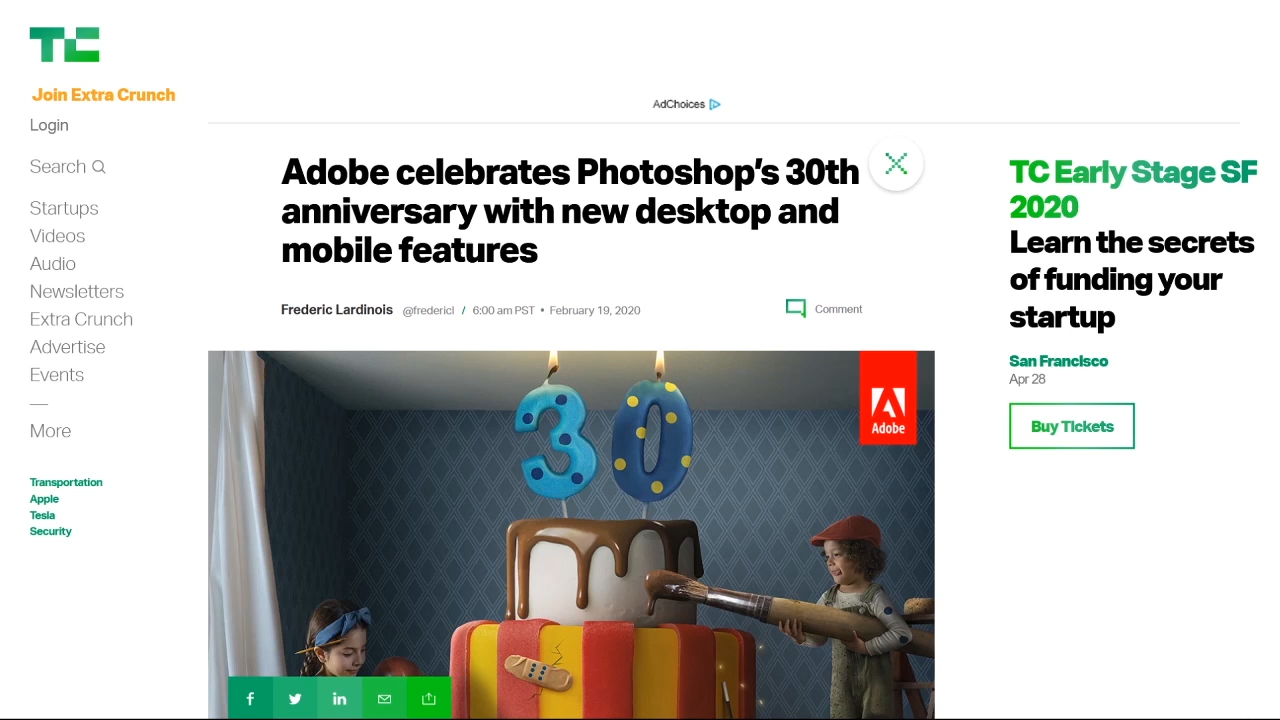 TC
Join Extra Crunch
Login
Search
Startups
Videos
Audio
Newsletters
Extra Crunch
Advertise
Events
—
More
Transportation
Apple
Tesla
Security
AdChoices
Adobe celebrates Photoshop's 30th
anniversary with new desktop and
mobile features
Frederic Lardinois @fredericl / 6:00 am PST • February 19, 2020
Comment
30
Adobe
TC Early Stage SF
2020
Learn the secrets
of funding your
startup
San Francisco
Apr 28
Buy Tickets